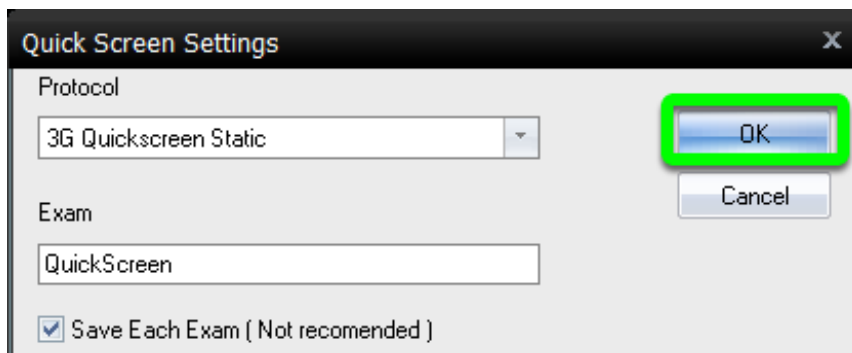 Quick Screen Settings x
Protocol
3G Quickscreen Static
OK
Cancel
Exam
QuickScreen
Save Each Exam ( Not recomended )